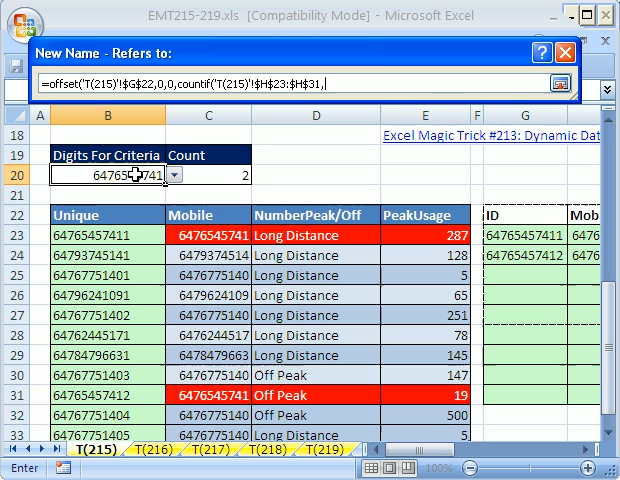 EMT215-219.xls [Compatibility Mode] - Microsoft Excel
New Name - Refers to:
=offset('T(215)'!$G$22,0,0,countif('T(215)'!$H$23:$H$31,
A B C D E F G
18 Excel Magic Trick #213: Dynamic Dat
19 Digits For Criteria Count
20 2
21
22 Unique Mobile NumberPeak/Off PeakUsage ID Mob
23 64765457411 6476545741 Long Distance 287 64765457411 6476
24 64793745141 6479374514 Long Distance 128 64765457412 6476
25 64767751401 6476775140 Long Distance 5
26 64796241091 6479624109 Long Distance 65
27 64767751402 6476775140 Long Distance 251
28 64762445171 6476244517 Long Distance 78
29 64784796631 6478479663 Long Distance 145
30 64767751403 6476775140 Off Peak 147
31 64765457412 6476545741 Off Peak 19
32 64767751404 6476775140 Off Peak 500
33 64767751405 6476775140 Long Distance 5
T(215) T(216) T(217) T(218) T(219)
Enter 100%